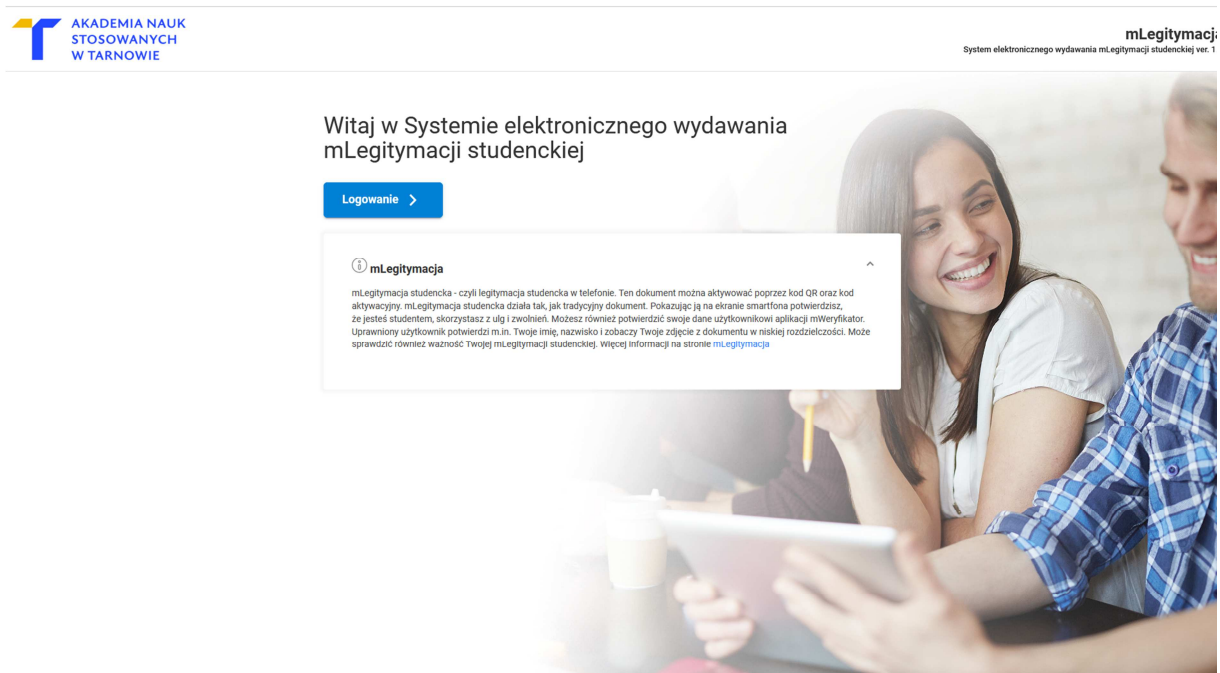 AKADEMIA NAUK
STOSOWANYCH
W TARNOWIE
mLegitymacja
System elektronicznego wydawania mLegitymacji studenckiej ver. 1
Witaj w Systemie elektronicznego wydawania
mLegitymacji studenckiej
Logowanie
mLegitymacja
mLegitymacja studencka - czyli legitymacja studencka w telefonie. Ten dokument można aktywować poprzez kod QR oraz kod
aktywacyjny. mLegitymacja studencka działa tak, jak tradycyjny dokument. Pokazując ją na ekranie smartfona potwierdzisz,
że jesteś studentem, skorzystasz z ulg i zwolnień. Możesz również potwierdzić swoje dane użytkownikowi aplikacji mWeryfikator.
Uprawniony użytkownik potwierdzi m.in. Twoje imię, nazwisko i zobaczy Twoje zdjęcie z dokumentu w niskiej rozdzielczości. Może
sprawdzić również ważność Twojej mLegitymacji studenckiej. Więcej informacji na stronie mLegitymacja